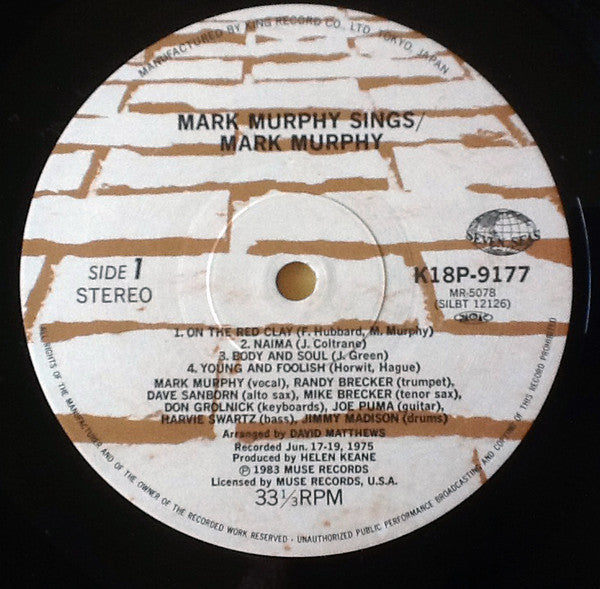 MANUFACTURED BY KING RECORD CO., LTD, TOKYO, JAPAN
MARK MURPHY SINGS/
MARK MURPHY
SEVEN SEAS
SIDE 1
STEREO
K18P-9177
MR-5078
(SILBT 12126)
1. ON THE RED CLAY (F. Hubbard, M. Murphy)
2. NAIMA (J. Coltrane)
3. BODY AND SOUL (J. Green)
4. YOUNG AND FOOLISH (Horwit, Hague)
MARK MURPHY (vocal), RANDY BRECKER (trumpet),
DAVE SANBORN (alto sax), MIKE BRECKER (tenor sax),
DON GROLNICK (keyboards), JOE PUMA (guitar),
HARVIE SWARTZ (bass), JIMMY MADISON (drums)
Arranged by DAVID MATTHEWS
Recorded Jun. 17-19, 1975
Produced by HELEN KEANE
℗ 1983 MUSE RECORDS
Licensed by MUSE RECORDS, U.S.A.
33 1/3 RPM
ALL RIGHTS OF THE MANUFACTURER AND OF THE OWNER OF THE RECORDED WORK RESERVED · UNAUTHORIZED PUBLIC PERFORMANCE BROADCASTING AND COPYING OF THIS RECORD PROHIBITED